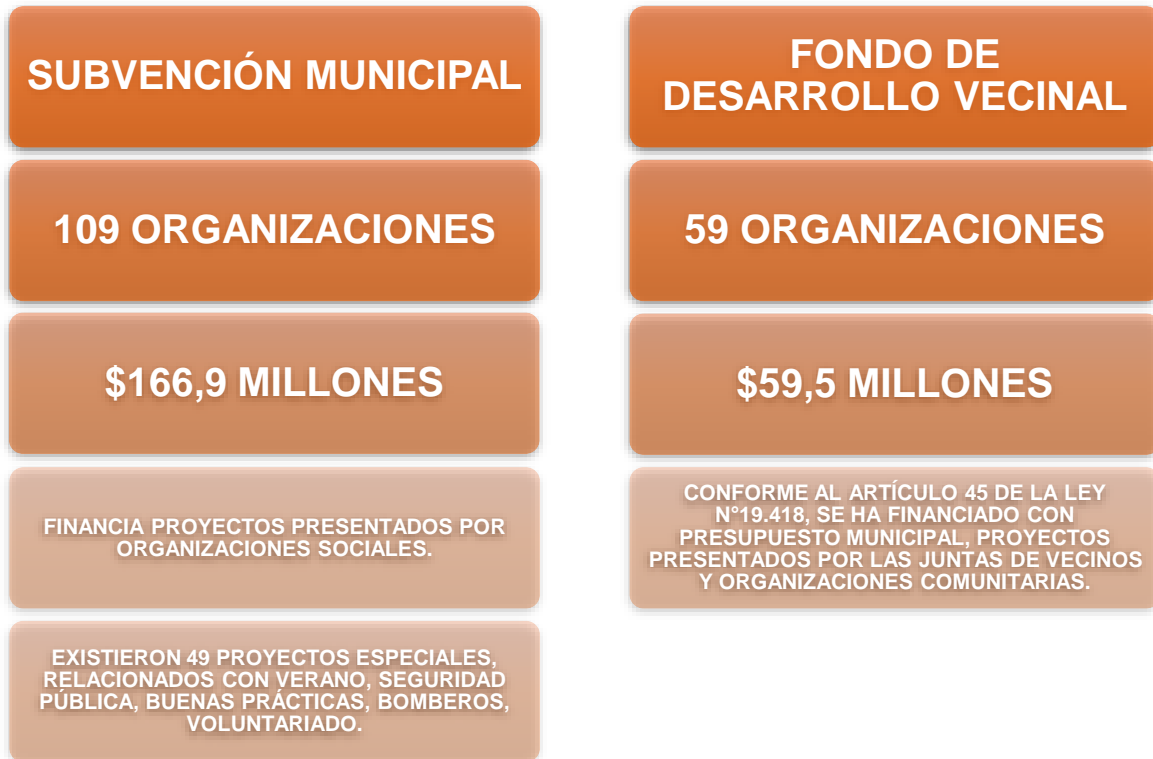 SUBVENCIÓN MUNICIPAL
109 ORGANIZACIONES
$166,9 MILLONES
FINANCIA PROYECTOS PRESENTADOS POR
ORGANIZACIONES SOCIALES.
EXISTIERON 49 PROYECTOS ESPECIALES,
RELACIONADOS CON VERANO, SEGURIDAD
PÚBLICA, BUENAS PRÁCTICAS, BOMBEROS,
VOLUNTARIADO.
FONDO DE
DESARROLLO VECINAL
59 ORGANIZACIONES
$59,5 MILLONES
CONFORME AL ARTÍCULO 45 DE LA LEY
N°19.418, SE HA FINANCIADO CON
PRESUPUESTO MUNICIPAL, PROYECTOS
PRESENTADOS POR LAS JUNTAS DE VECINOS
Y ORGANIZACIONES COMUNITARIAS.